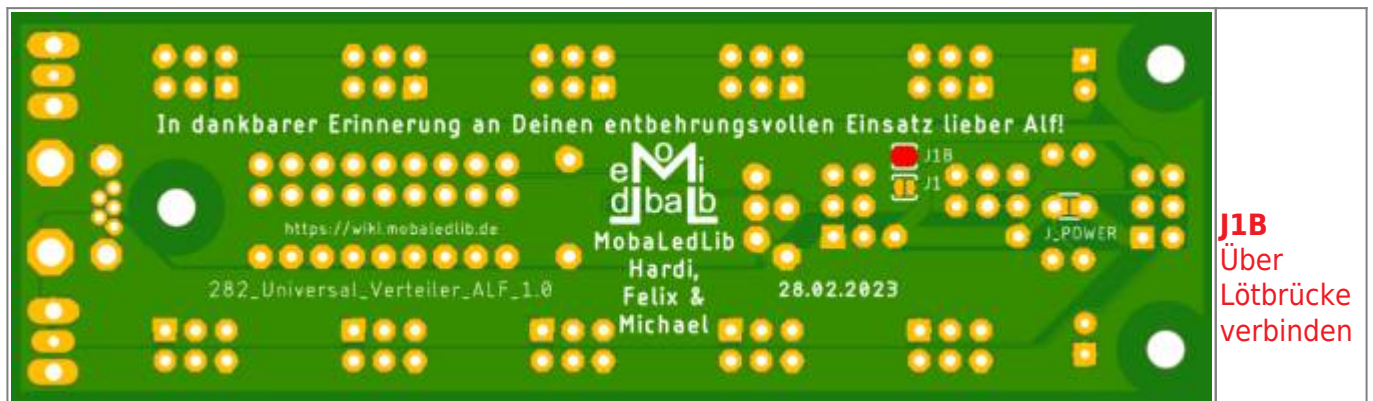 In dankbarer Erinnerung an Deinen entbehrungsvollen Einsatz lieber Alf!
MobaLedLib
J1B
J1
https://wiki.mobaledlib.de
J_POWER
MobaLedLib
Hardi,
Felix &
Michael
282_Universal_Verteiler_ALF_1.0
28.02.2023
J1B
Über
Lötbrücke
verbinden